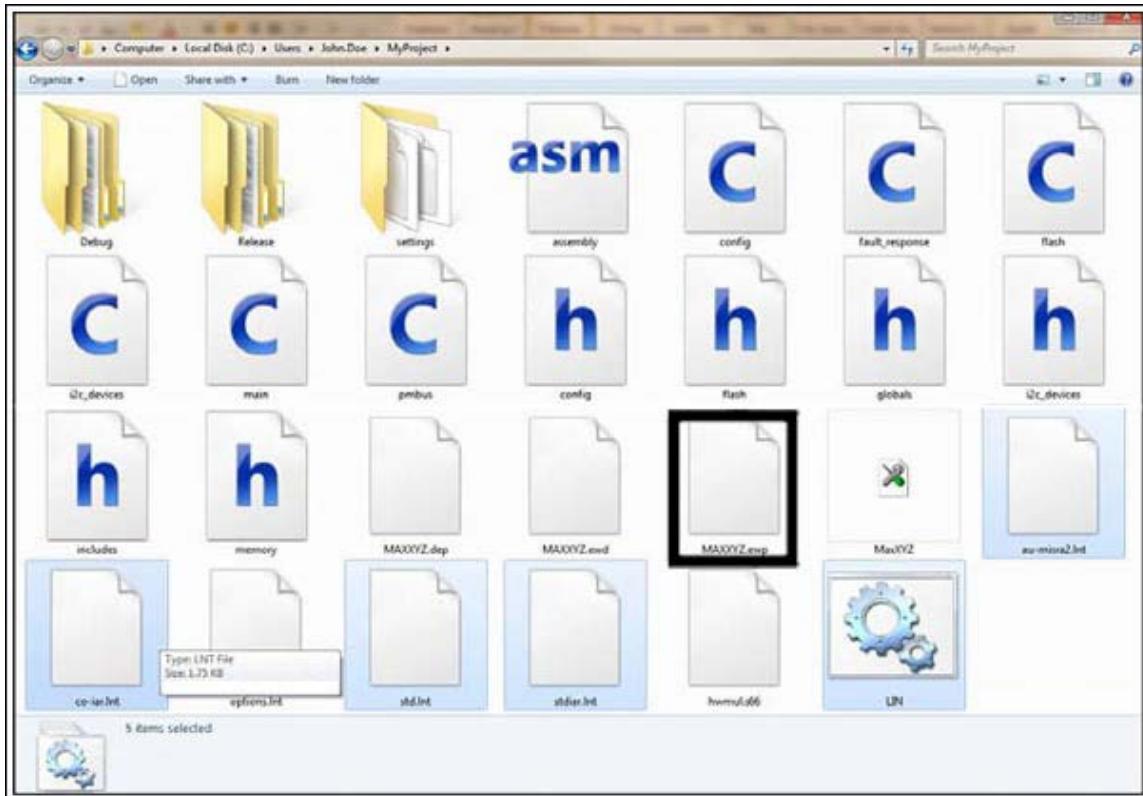 Computer ▸ Local Disk (C:) ▸ Users ▸ John.Doe ▸ MyProject ▸
Search MyProject
Organize Open Share with Burn New folder
asm C C C
Debug Release settings assembly config fault_response flash
C C C h h h h
i2c_devices main pmbus config flash globals i2c_devices
h h
includes memory MAXXYZ.dep MAXXYZ.ewd MAXXYZ.ewp MaxXYZ au-misra2.lnt
Type: LNT File
Size: 1.75 KB
co-iar.lnt options.lnt std.lnt stdiar.lnt hwmul.s66 LIN
5 items selected